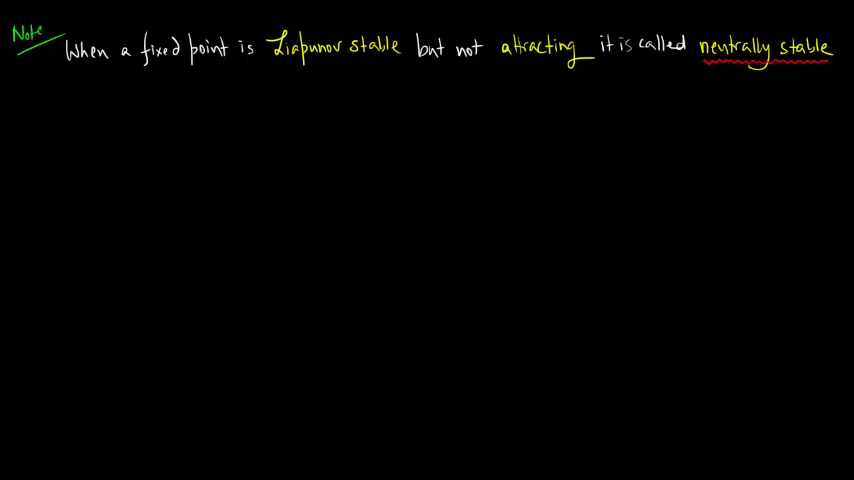 Note
When a fixed point is Liapunov stable but not attracting it is called neutrally stable